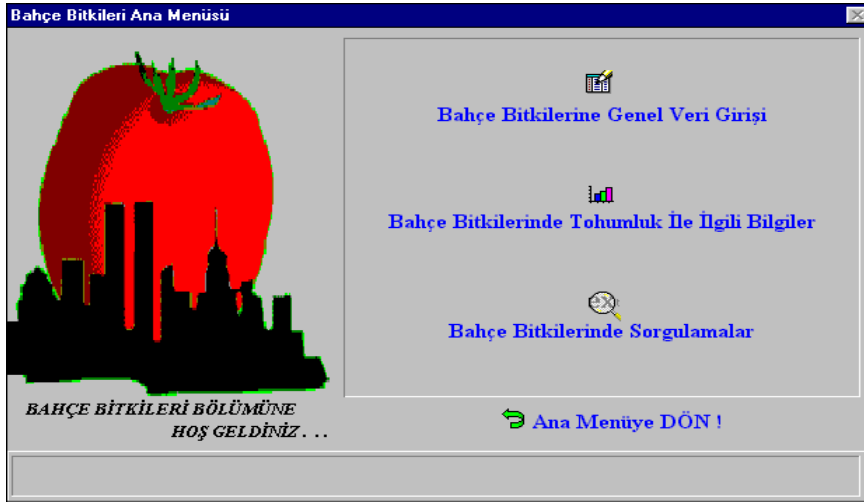 Bahçe Bitkileri Ana Menüsü
Bahçe Bitkilerine Genel Veri Girişi
Bahçe Bitkilerinde Tohumluk İle İlgili Bilgiler
ex
Bahçe Bitkilerinde Sorgulamalar
BAHÇE BİTKİLERİ BÖLÜMÜNE
HOŞ GELDİNİZ . . .
Ana Menüye DÖN !